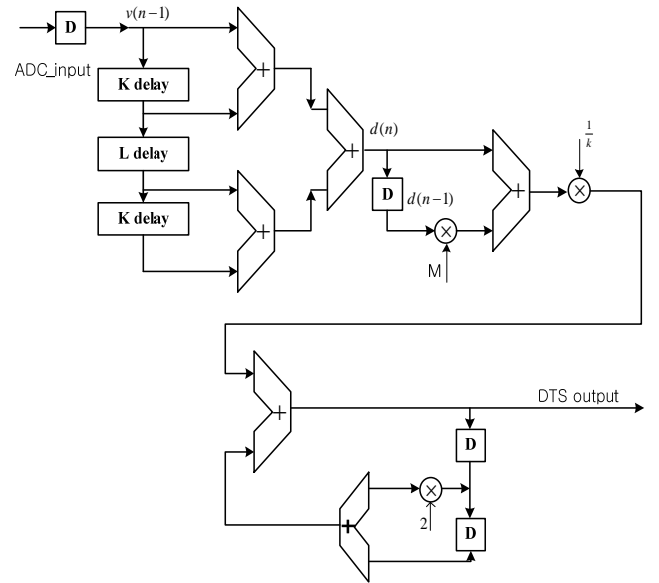 D
v(n−1)
ADC_input
K delay
+
L delay
K delay
+
+
d(n)
D
d(n−1)
×
M
+
1/k
×
+
DTS output
D
×
2
+
D